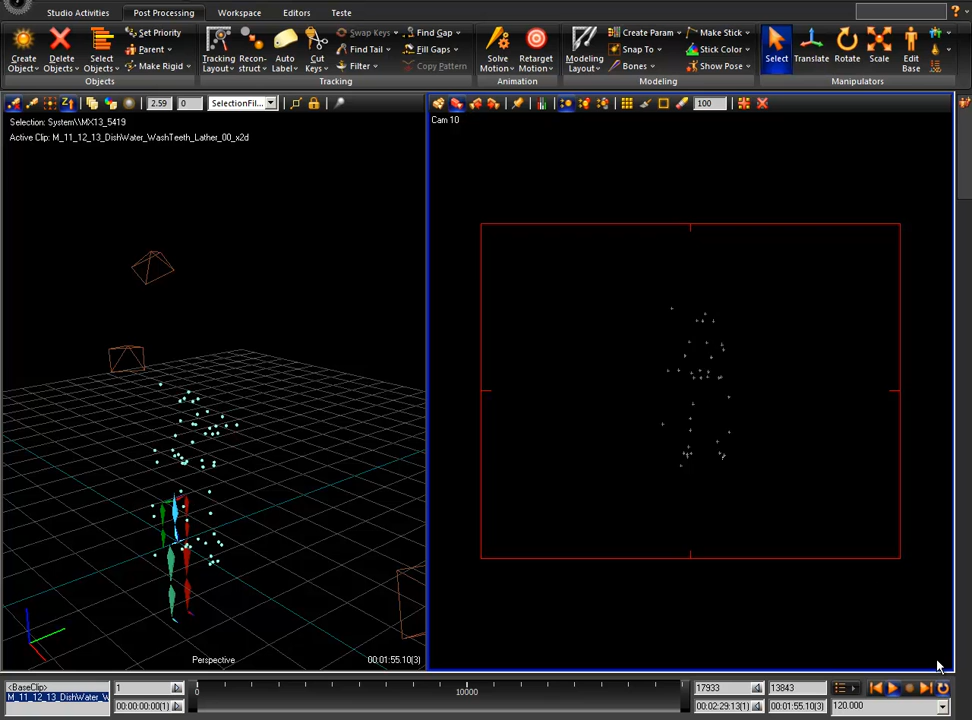 Studio Activities Post Processing Workspace Editors Teste
Set Priority Swap Keys Find Gap Create Param Make Stick
Parent Find Tail Fill Gaps Snap To Stick Color
Make Rigid Filter Copy Pattern Bones Show Pose
Create Object Delete Objects Select Objects Tracking Layout Recon- struct Auto Label Cut Keys Solve Motion Retarget Motion Modeling Layout Select Translate Rotate Scale Edit Base
Objects Tracking Animation Modeling Manipulators
2.59 0 SelectionFil... 100
Selection: System\\MX13_5419
Active Clip: M_11_12_13_DishWater_WashTeeth_Lather_00_x2d
Cam 10
Perspective 00:01:55.10(3)
<BaseClip> 1 0 10000 17933 13843
M_11_12_13_DishWater_W 00:00:00:00(1) 00:02:29:13(1) 00:01:55.10(3) 120.000